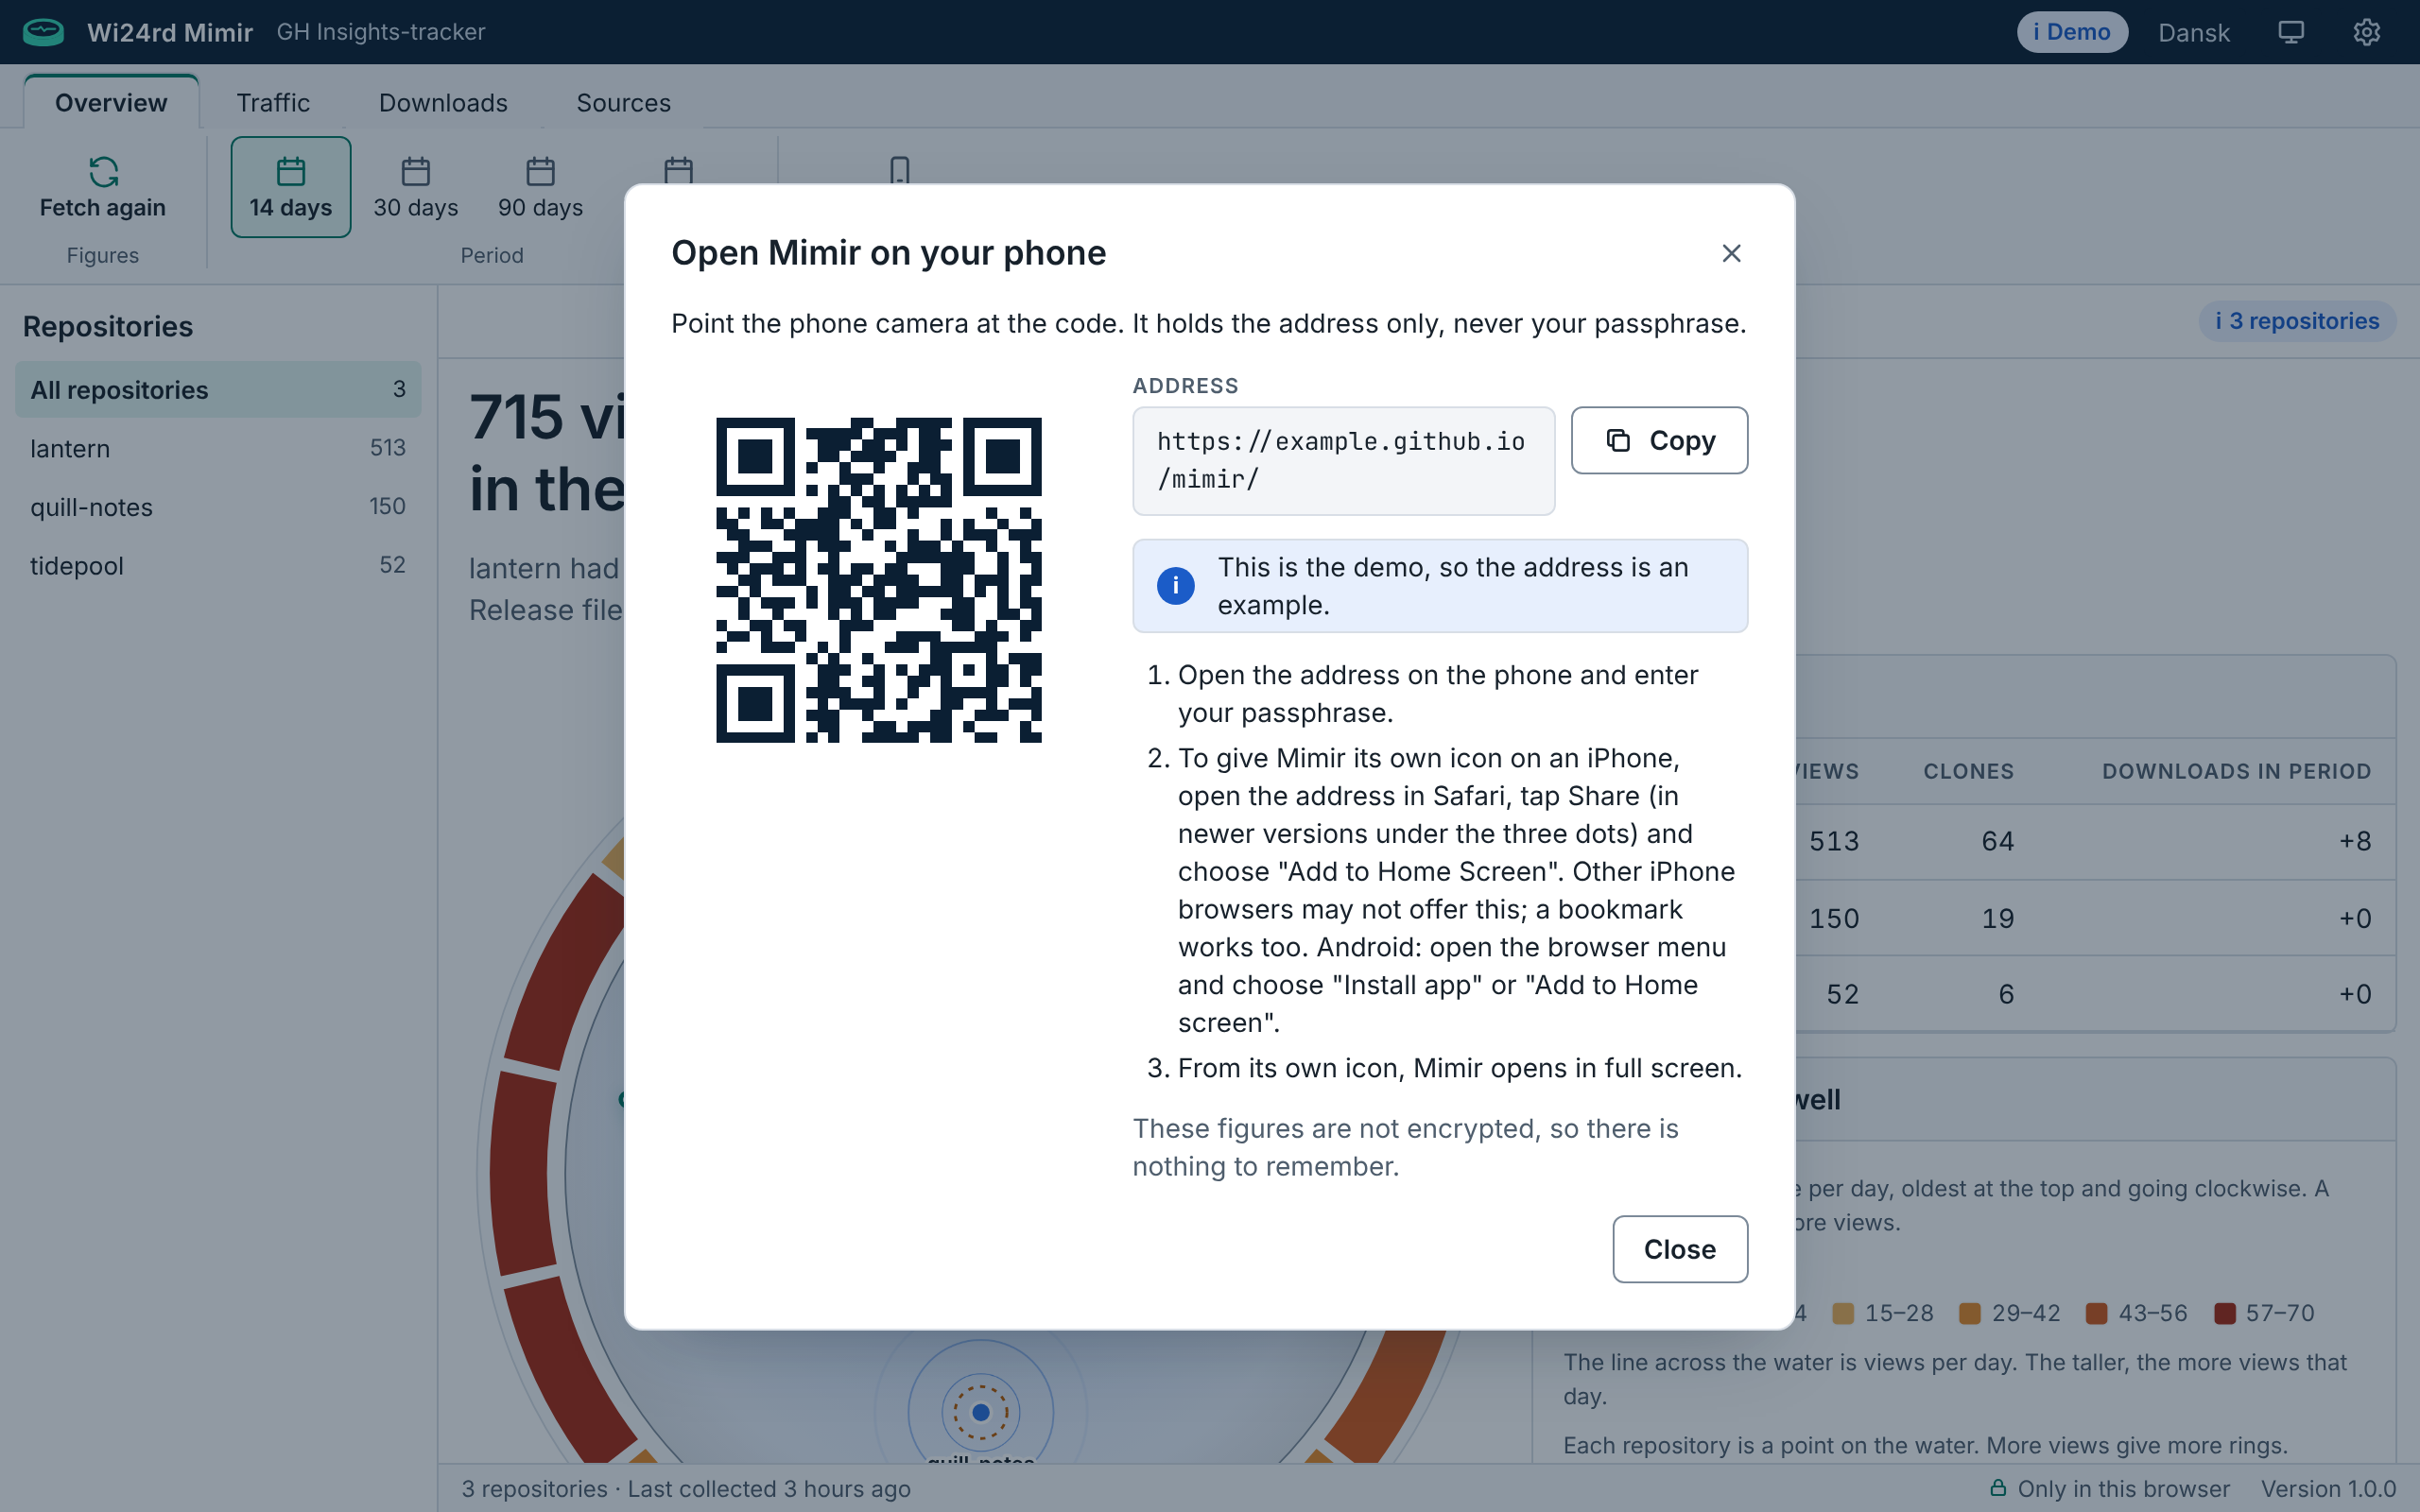 Wi24rd Mimir
GH Insights-tracker
i Demo
Dansk
Overview
Traffic
Downloads
Sources
Fetch again
Figures
14 days
30 days
90 days
Period
Repositories
All repositories 3
lantern 513
quill-notes 150
tidepool 52
i 3 repositories
715 vi
in the
lantern had
Release file
Open Mimir on your phone
Point the phone camera at the code. It holds the address only, never your passphrase.
ADDRESS
https://example.github.io
/mimir/
Copy
i
This is the demo, so the address is an
example.
1. Open the address on the phone and enter
your passphrase.
2. To give Mimir its own icon on an iPhone,
open the address in Safari, tap Share (in
newer versions under the three dots) and
choose "Add to Home Screen". Other iPhone
browsers may not offer this; a bookmark
works too. Android: open the browser menu
and choose "Install app" or "Add to Home
screen".
3. From its own icon, Mimir opens in full screen.
These figures are not encrypted, so there is
nothing to remember.
Close
VIEWS CLONES DOWNLOADS IN PERIOD
513 64 +8
150 19 +0
52 6 +0
well
per day, oldest at the top and going clockwise. A
ore views.
4 15–28 29–42 43–56 57–70
The line across the water is views per day. The taller, the more views that
day.
Each repository is a point on the water. More views give more rings.
quill-notes
3 repositories · Last collected 3 hours ago
Only in this browser
Version 1.0.0